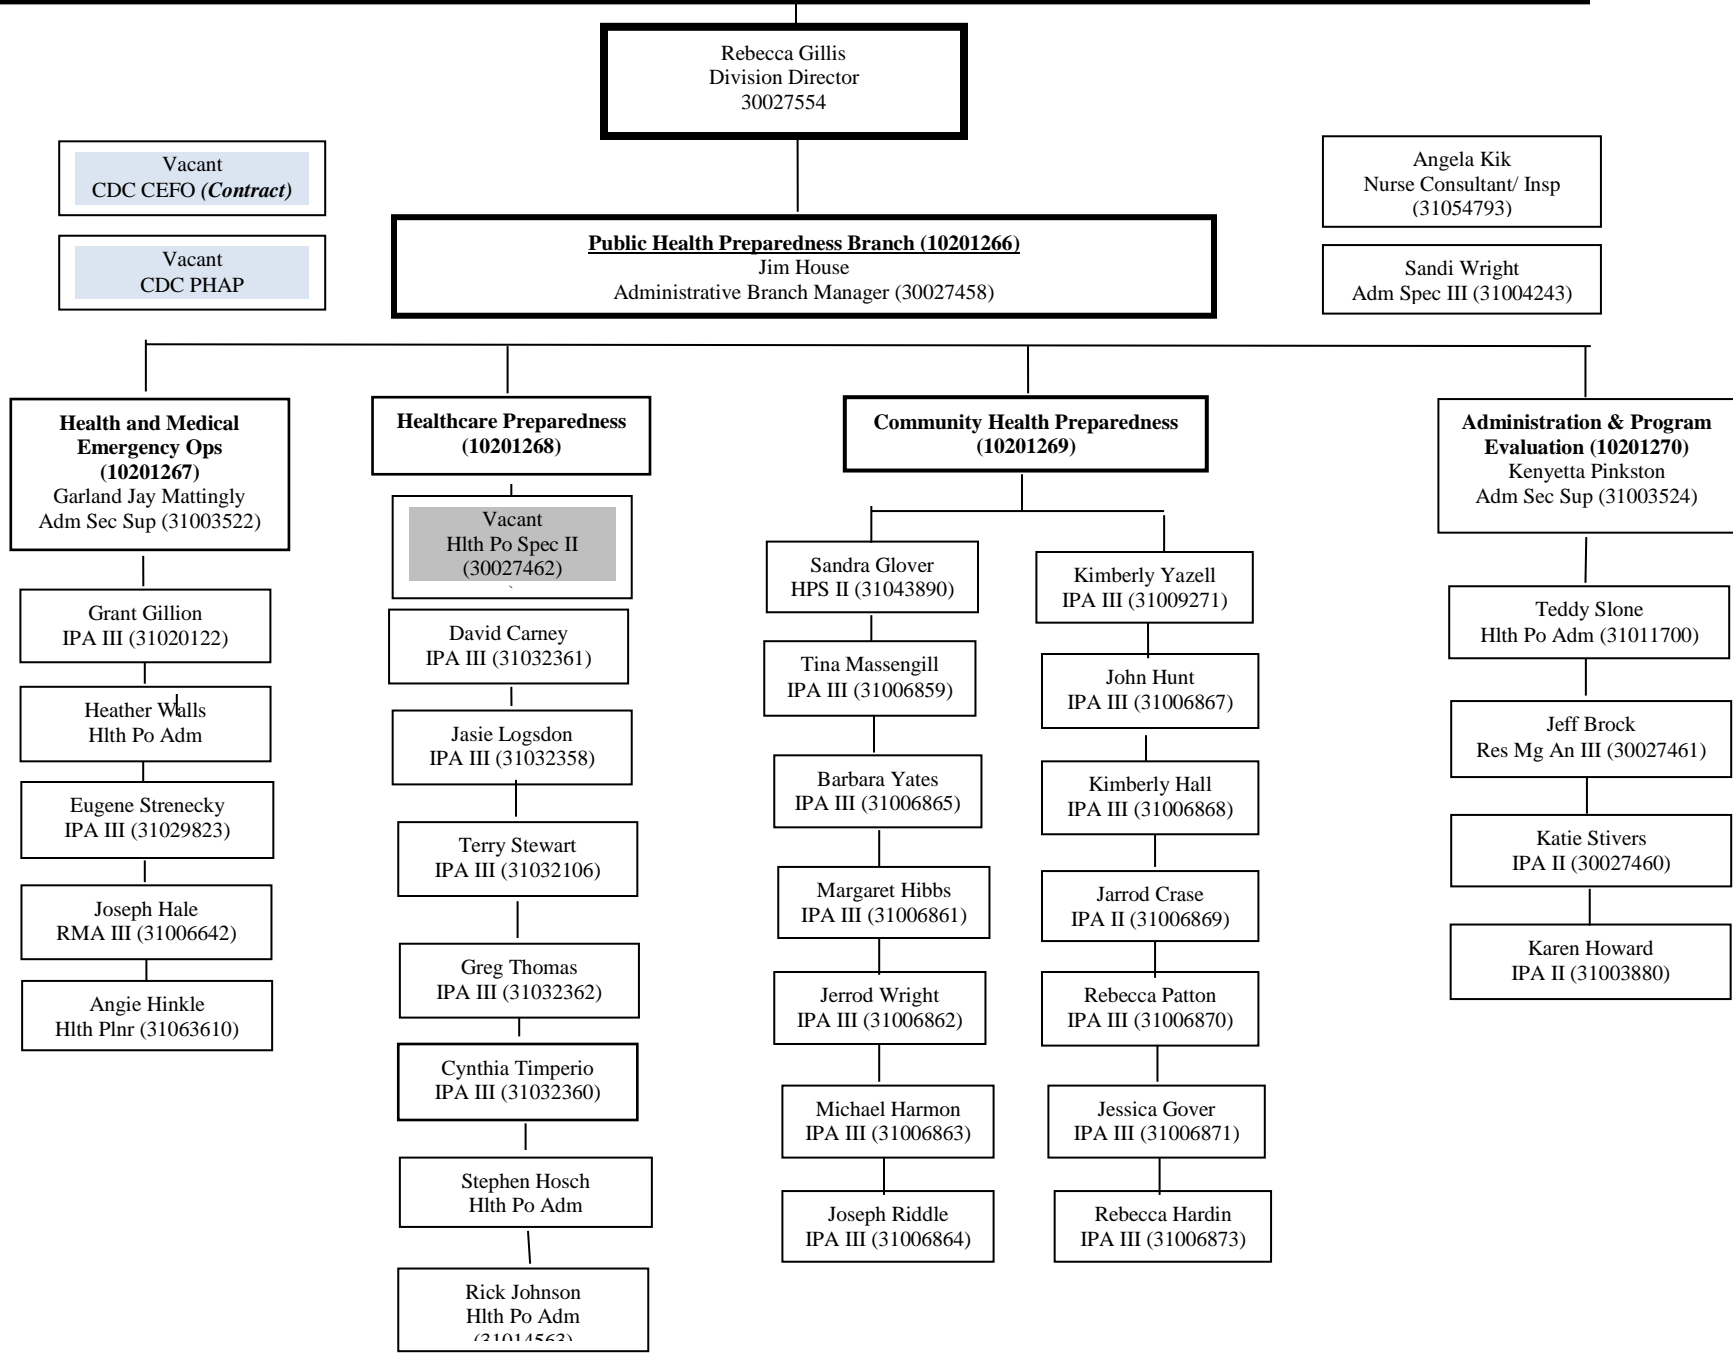 Rebecca Gillis
Division Director
30027554
Vacant
CDC CEFO (Contract)
Vacant
CDC PHAP
Public Health Preparedness Branch (10201266)
Jim House
Administrative Branch Manager (30027458)
Angela Kik
Nurse Consultant/ Insp
(31054793)
Sandi Wright
Adm Spec III (31004243)
Health and Medical
Emergency Ops
(10201267)
Garland Jay Mattingly
Adm Sec Sup (31003522)
Grant Gillion
IPA III (31020122)
Heather Walls
Hlth Po Adm
Eugene Strenecky
IPA III (31029823)
Joseph Hale
RMA III (31006642)
Angie Hinkle
Hlth Plnr (31063610)
Healthcare Preparedness
(10201268)
Vacant
Hlth Po Spec II
(30027462)
David Carney
IPA III (31032361)
Jasie Logsdon
IPA III (31032358)
Terry Stewart
IPA III (31032106)
Greg Thomas
IPA III (31032362)
Cynthia Timperio
IPA III (31032360)
Stephen Hosch
Hlth Po Adm
Rick Johnson
Hlth Po Adm
(31014563)
Community Health Preparedness
(10201269)
Sandra Glover
HPS II (31043890)
Tina Massengill
IPA III (31006859)
Barbara Yates
IPA III (31006865)
Margaret Hibbs
IPA III (31006861)
Jerrod Wright
IPA III (31006862)
Michael Harmon
IPA III (31006863)
Joseph Riddle
IPA III (31006864)
Kimberly Yazell
IPA III (31009271)
John Hunt
IPA III (31006867)
Kimberly Hall
IPA III (31006868)
Jarrod Crase
IPA II (31006869)
Rebecca Patton
IPA III (31006870)
Jessica Gover
IPA III (31006871)
Rebecca Hardin
IPA III (31006873)
Administration & Program
Evaluation (10201270)
Kenyetta Pinkston
Adm Sec Sup (31003524)
Teddy Slone
Hlth Po Adm (31011700)
Jeff Brock
Res Mg An III (30027461)
Katie Stivers
IPA II (30027460)
Karen Howard
IPA II (31003880)